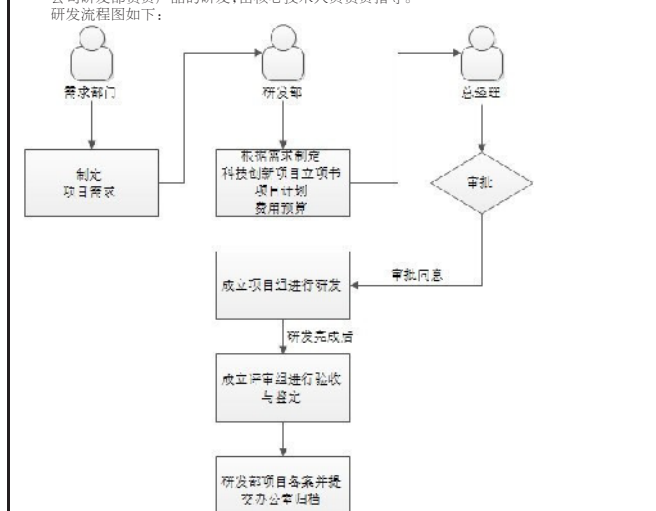 研发流程图如下:
需求部门
研发部
总经理
制定
项目需求
根据需求制定
科技创新项目立项书
项目计划
费用预算
审批
审批同意
成立项目组进行研发
研发完成后
成立评审组进行验收
与鉴定
研发部项目备案并提
交办公室归档